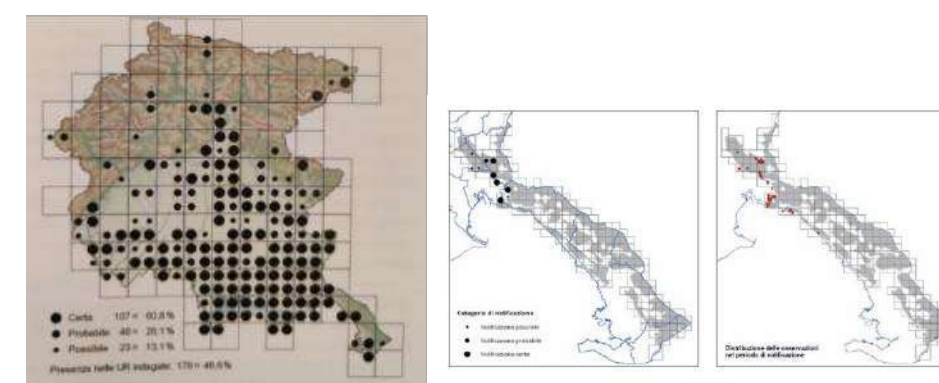 Certa 107 = 60,8%
Probabile 46 = 26,1%
Possibile 23 = 13,1%
Presenza nelle UR indagate: 176 = 46,6%
Categoria di nidificazione
Nidificazione possibile
Nidificazione probabile
Nidificazione certa
Distribuzione delle osservazioni
nel periodo di nidificazione